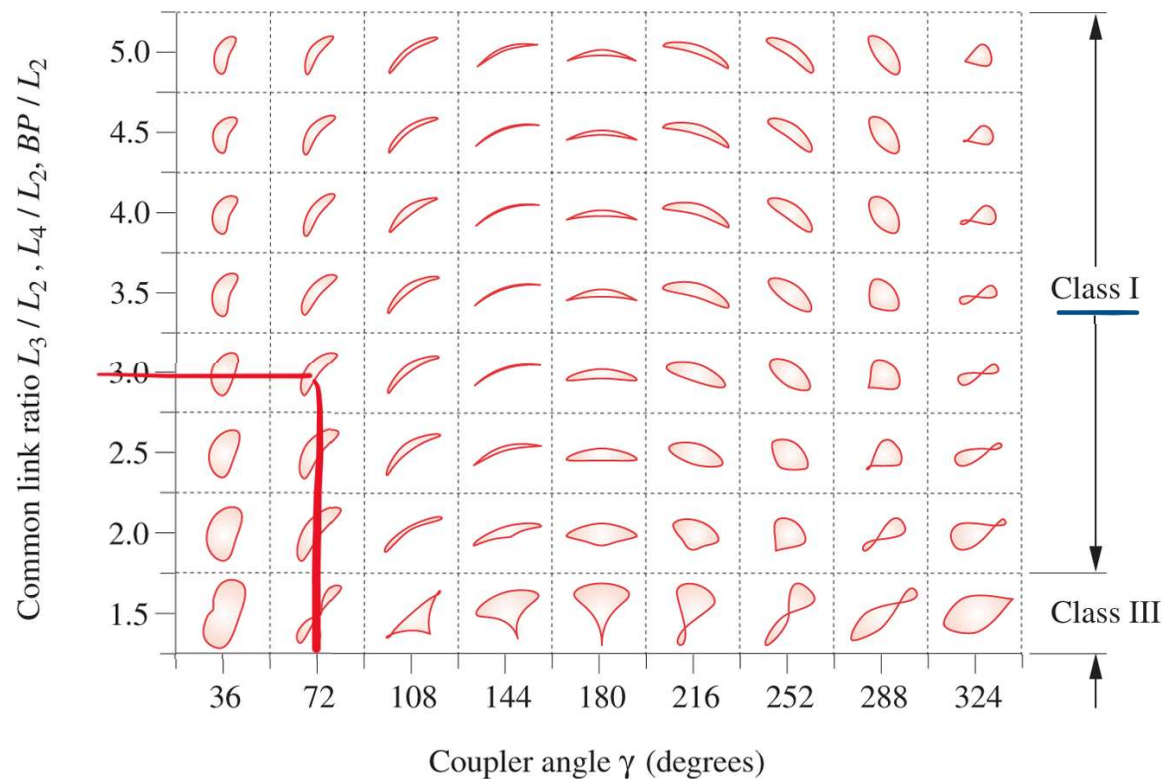 Common link ratio L3 / L2 , L4 / L2, BP / L2
5.0
4.5
4.0
3.5
3.0
2.5
2.0
1.5
Class I
Class III
36 72 108 144 180 216 252 288 324
Coupler angle γ (degrees)